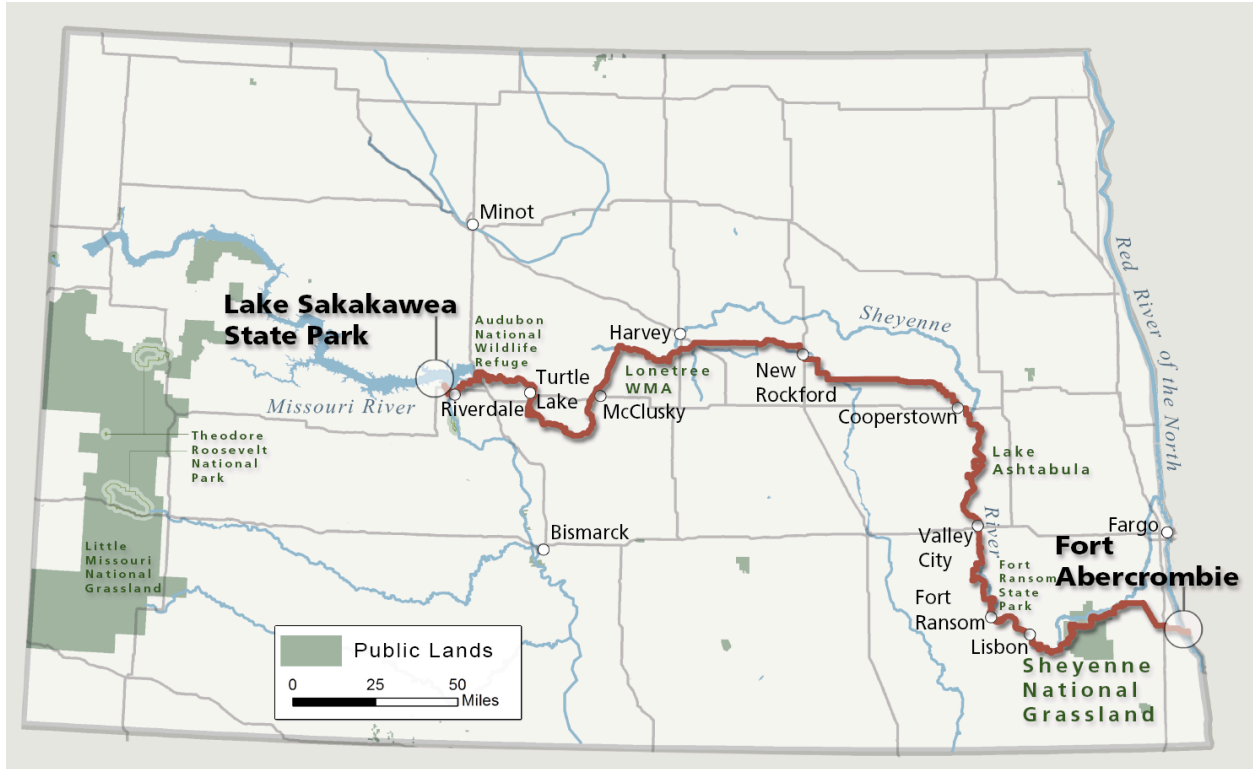 Minot
Lake Sakakawea
State Park
Audubon
National
Wildlife
Refuge
Harvey
Sheyenne
Red River of the North
Turtle
Lake
Lonetree
WMA
New
Rockford
Missouri River
Riverdale
McClusky
Cooperstown
Theodore
Roosevelt
National
Park
Lake
Ashtabula
River
Bismarck
Valley
City
Fargo
Fort
Abercrombie
Little
Missouri
National
Grassland
Fort
Ransom
State
Park
Fort
Ransom
Lisbon
Public Lands
0 25 50
Miles
Sheyenne
National
Grassland